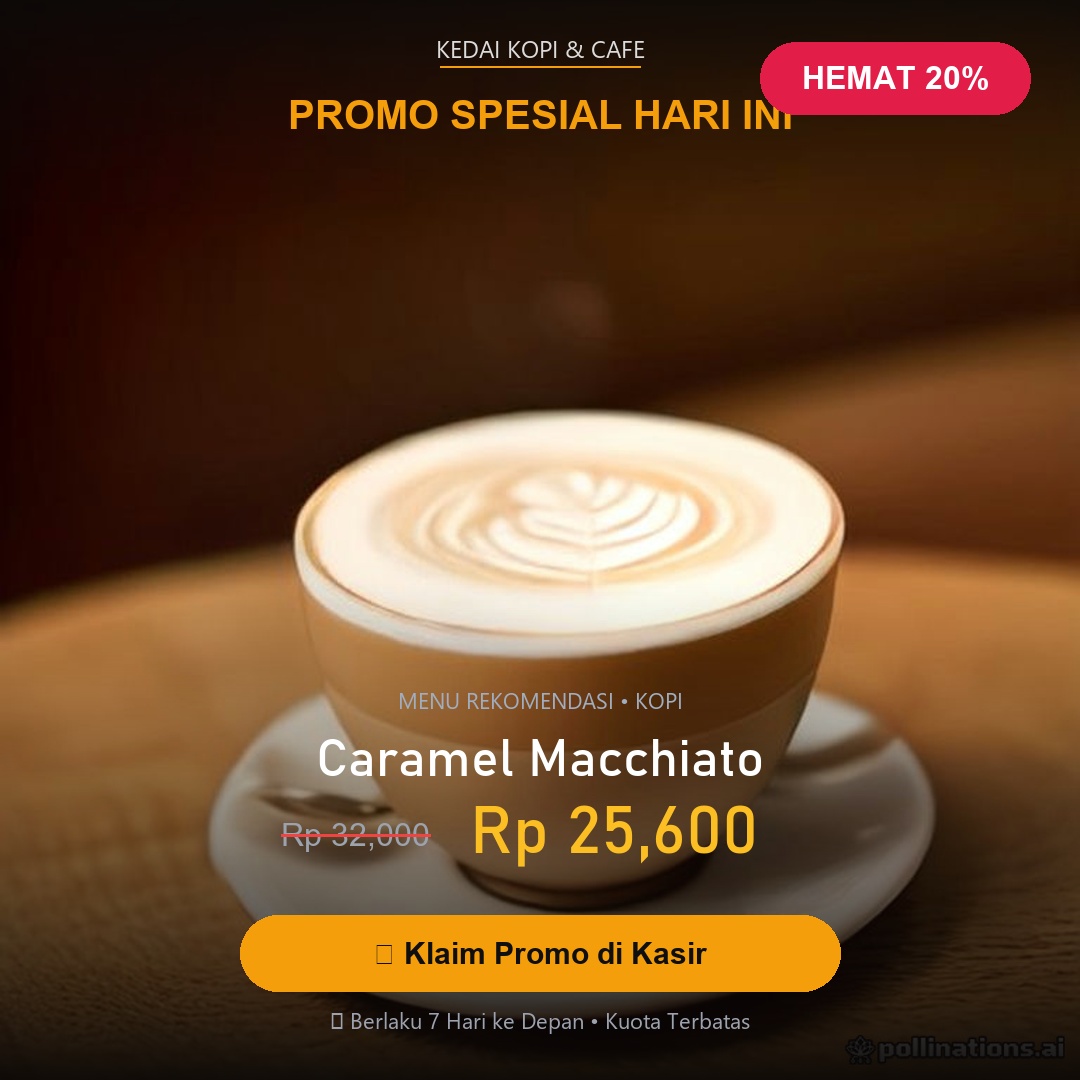 KEDAI KOPI & CAFE
HEMAT 20%
PROMO SPESIAL HARI INI
MENU REKOMENDASI • KOPI
Caramel Macchiato
Rp 32,000 Rp 25,600
Klaim Promo di Kasir
Berlaku 7 Hari ke Depan • Kuota Terbatas
pollinations.ai